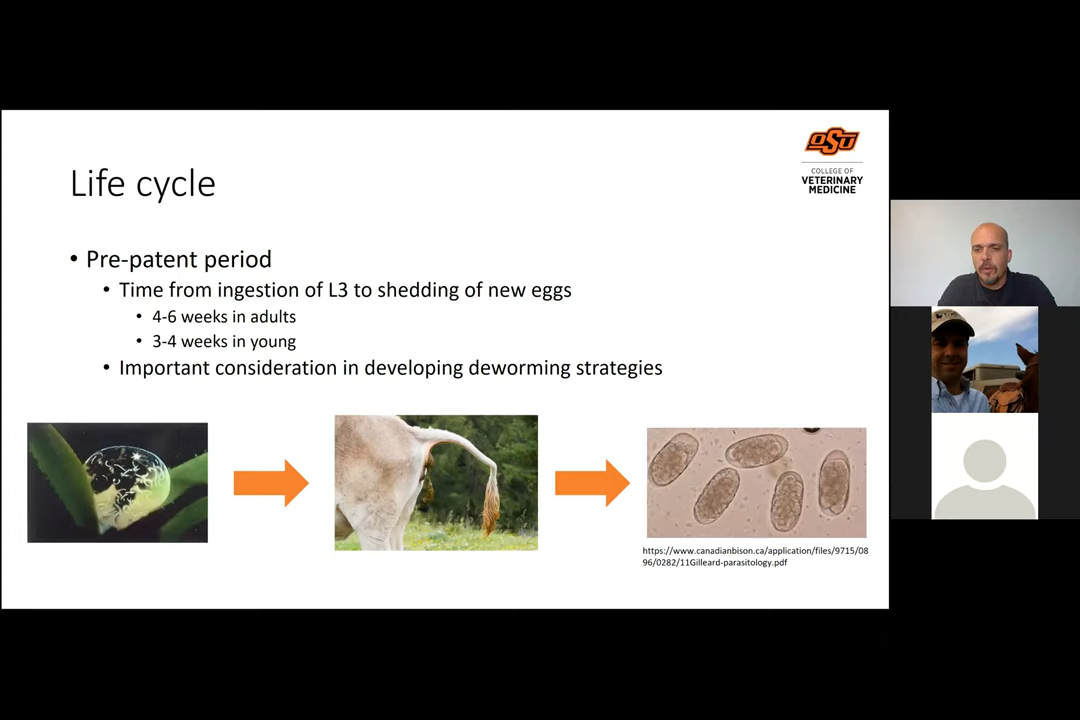 OSU
COLLEGE OF
VETERINARY
MEDICINE
Life cycle
• Pre-patent period
• Time from ingestion of L3 to shedding of new eggs
• 4-6 weeks in adults
• 3-4 weeks in young
• Important consideration in developing deworming strategies
https://www.canadianbison.ca/application/files/9715/08
96/0282/11Gilleard-parasitology.pdf